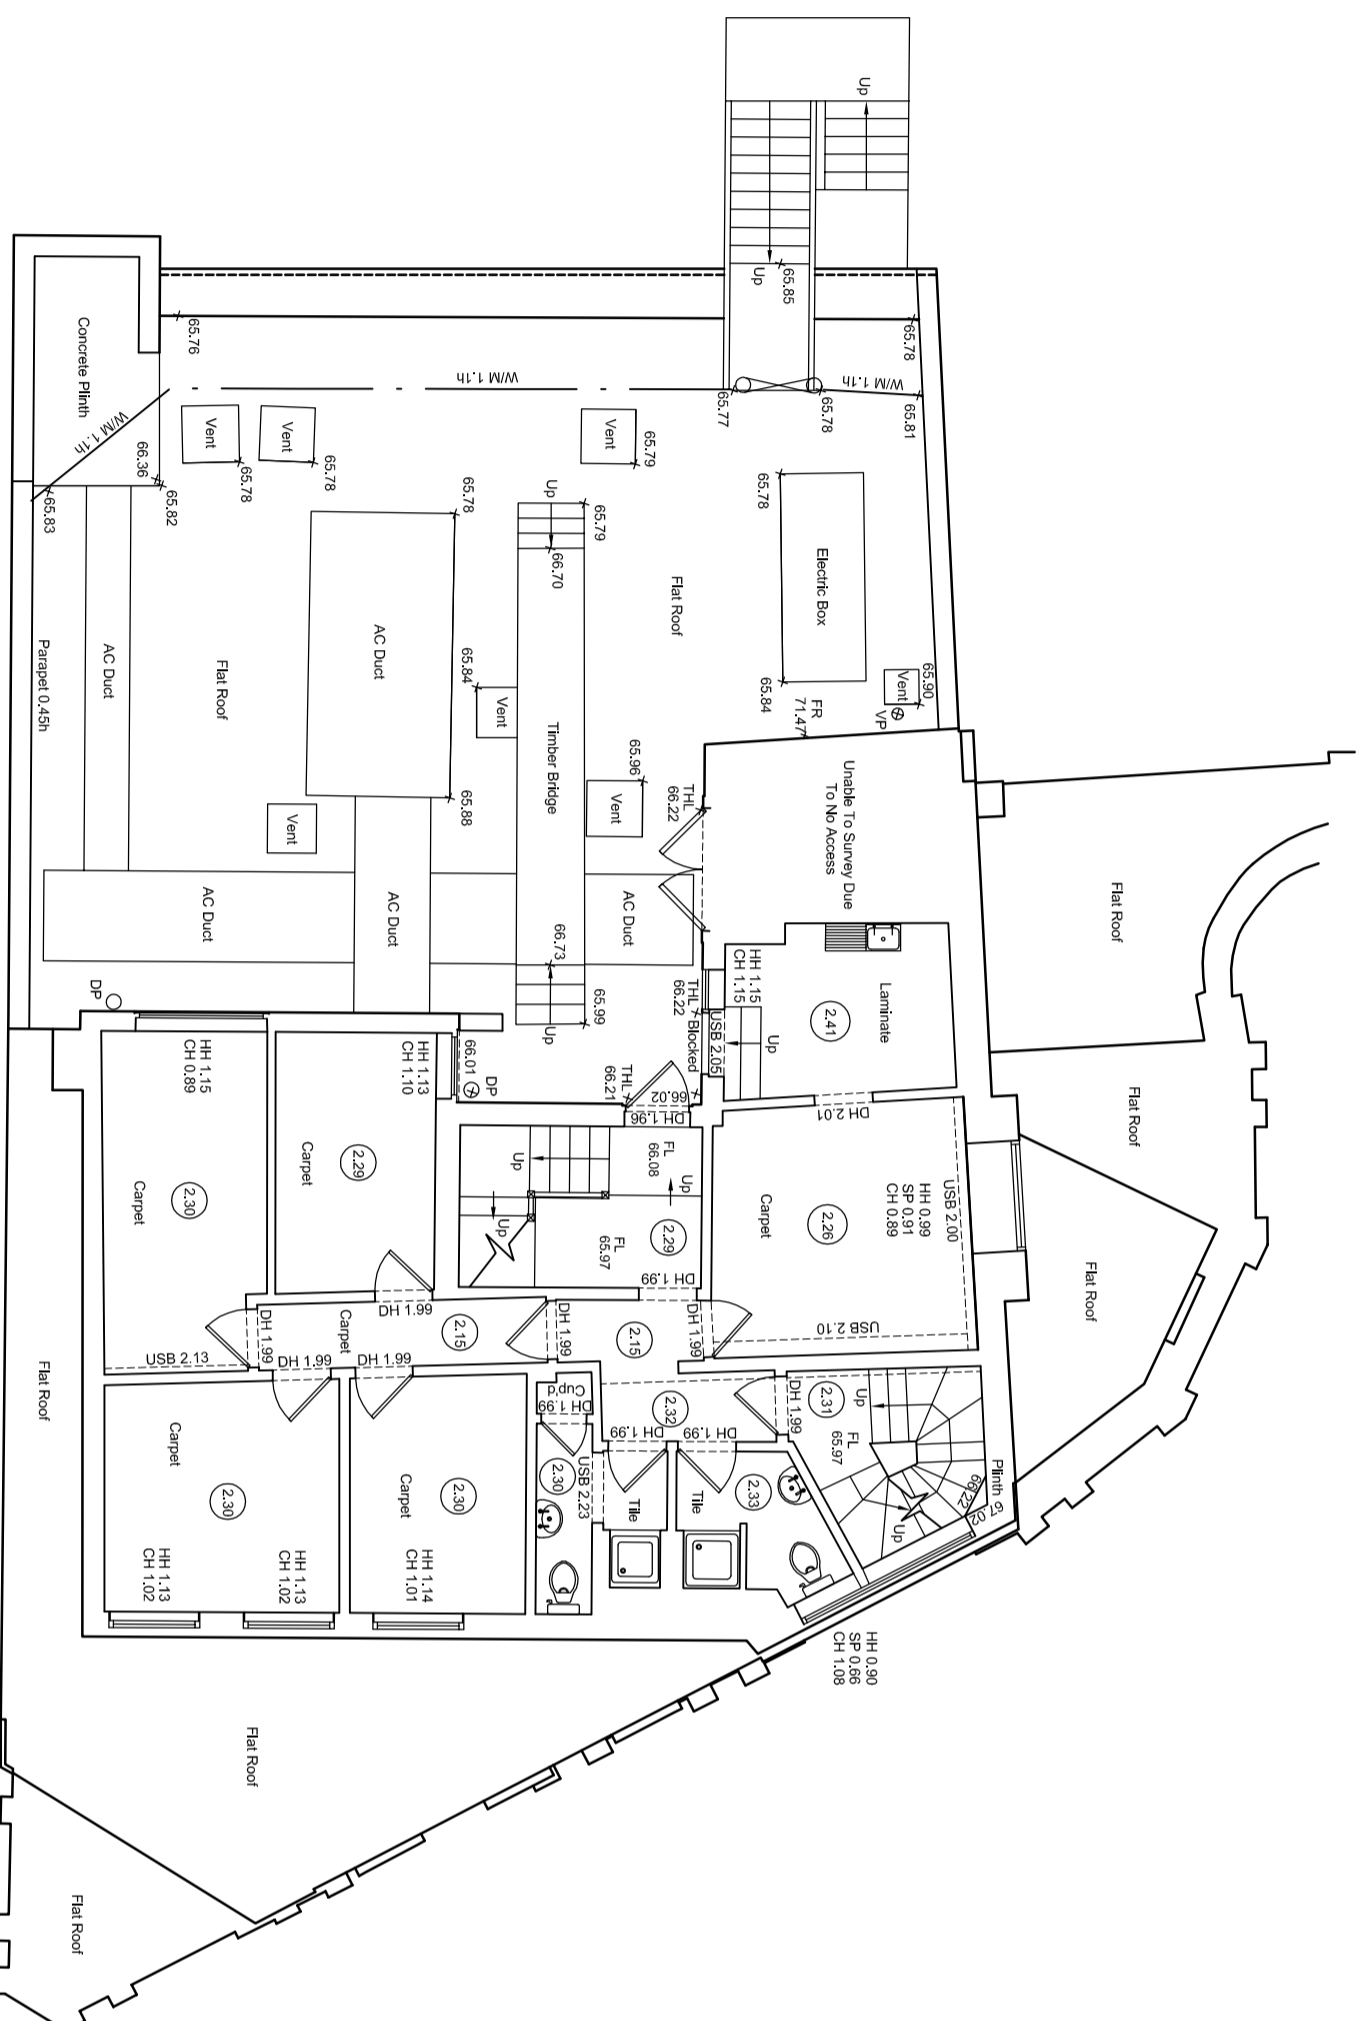 Up
Up
65.85
Up
65.76
65.78
W/M 1.1h
W/M 1.1h
65.77
65.78
65.81
Concrete Plinth
W/M 1.1h
66.36
65.82
65.83
Vent
65.78
Vent
65.78
Vent
65.79
65.78
Electric Box
65.84
Up
65.79
66.70
Timber Bridge
66.73
65.99
Up
65.78
AC Duct
65.88
65.84
Vent
Flat Roof
Flat Roof
65.90
Vent
VP
FR
71.47
65.96
Vent
Vent
AC Duct
Parapet 0.45h
AC Duct
AC Duct
AC Duct
DP
THL
66.22
Unable To Survey Due
To No Access
Flat Roof
Flat Roof
Flat Roof
HH 1.15
CH 1.15
2.41
Laminate
Up
USB 2.05
THL
66.22
Blocked
THL
66.21
66.02
DH 1.96
DH 2.01
66.01
DP
HH 1.15
CH 0.89
2.30
Carpet
HH 1.13
CH 1.10
2.29
Carpet
FL
66.08
Up
Up
Up
FL
65.97
2.29
DH 1.99
USB 2.00
HH 0.99
SP 0.91
CH 0.89
2.26
Carpet
USB 2.10
DH 1.99
DH 1.99
DH 1.99
Carpet
2.15
DH 1.99
2.15
DH 1.99
USB 2.13
DH 1.99
DH 1.99
Cup'd
DH 1.99
2.32
DH 1.99
DH 1.99
DH 1.99
2.31
Up
FL
65.97
Plinth
66.22
67.02
Up
Carpet
2.30
HH 1.13
CH 1.02
HH 1.13
CH 1.02
Carpet
2.30
HH 1.14
CH 1.01
2.30
USB 2.23
Tile
Tile
2.33
HH 0.90
SP 0.66
CH 1.08
Flat Roof
Flat Roof
Flat Roof